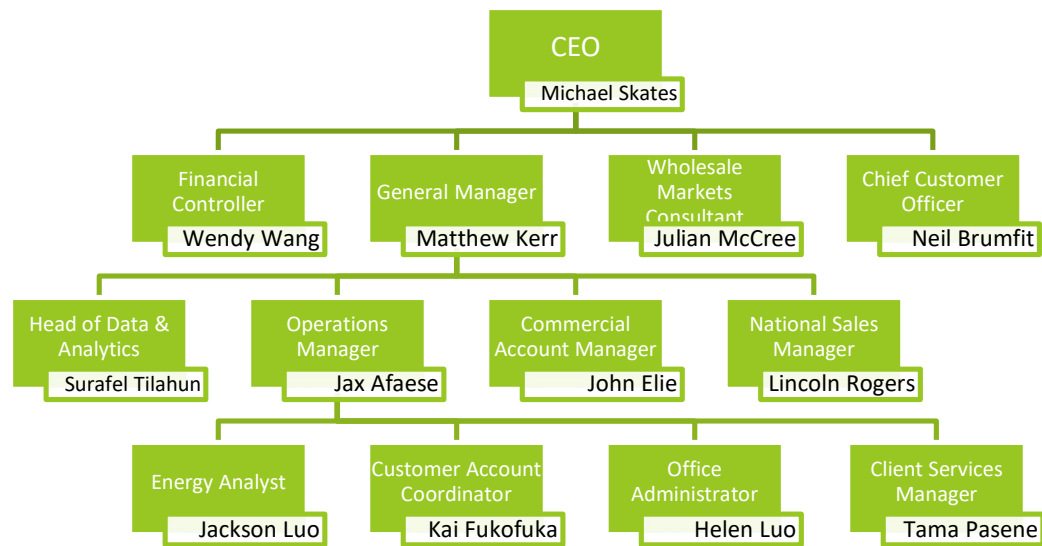 CEO
Michael Skates
Financial
Controller
Wendy Wang
General Manager
Matthew Kerr
Wholesale
Markets
Consultant
Julian McCree
Chief Customer
Officer
Neil Brumfit
Head of Data &
Analytics
Surafel Tilahun
Operations
Manager
Jax Afaese
Commercial
Account Manager
John Elie
National Sales
Manager
Lincoln Rogers
Energy Analyst
Jackson Luo
Customer Account
Coordinator
Kai Fukofuka
Office
Administrator
Helen Luo
Client Services
Manager
Tama Pasene